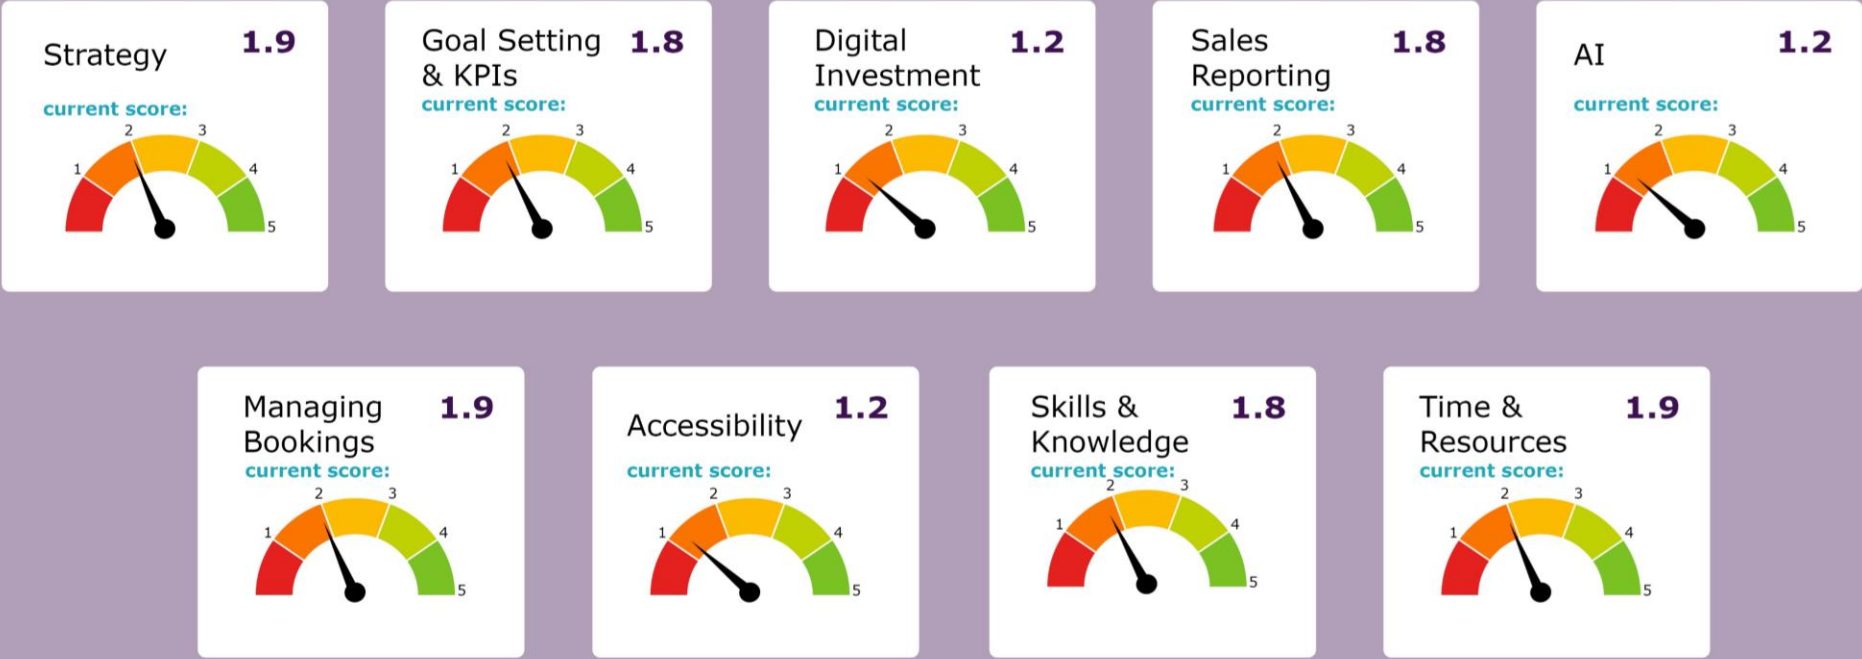 Strategy
1.9
current score:
1
2
3
4
5
Goal Setting
& KPIs
1.8
current score:
1
2
3
4
5
Digital
Investment
1.2
current score:
1
2
3
4
5
Sales
Reporting
1.8
current score:
1
2
3
4
5
AI
1.2
current score:
1
2
3
4
5
Managing
Bookings
1.9
current score:
1
2
3
4
5
Accessibility
1.2
current score:
1
2
3
4
5
Skills &
Knowledge
1.8
current score:
1
2
3
4
5
Time &
Resources
1.9
current score:
1
2
3
4
5